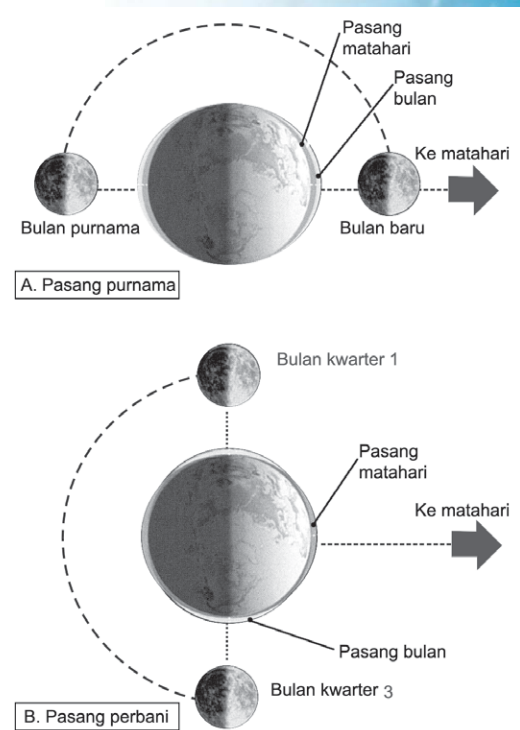 Pasang
matahari
Pasang
bulan
Ke matahari
Bulan purnama
Bulan baru
A. Pasang purnama
Bulan kwarter 1
Pasang
matahari
Ke matahari
Pasang bulan
Bulan kwarter 3
B. Pasang perbani